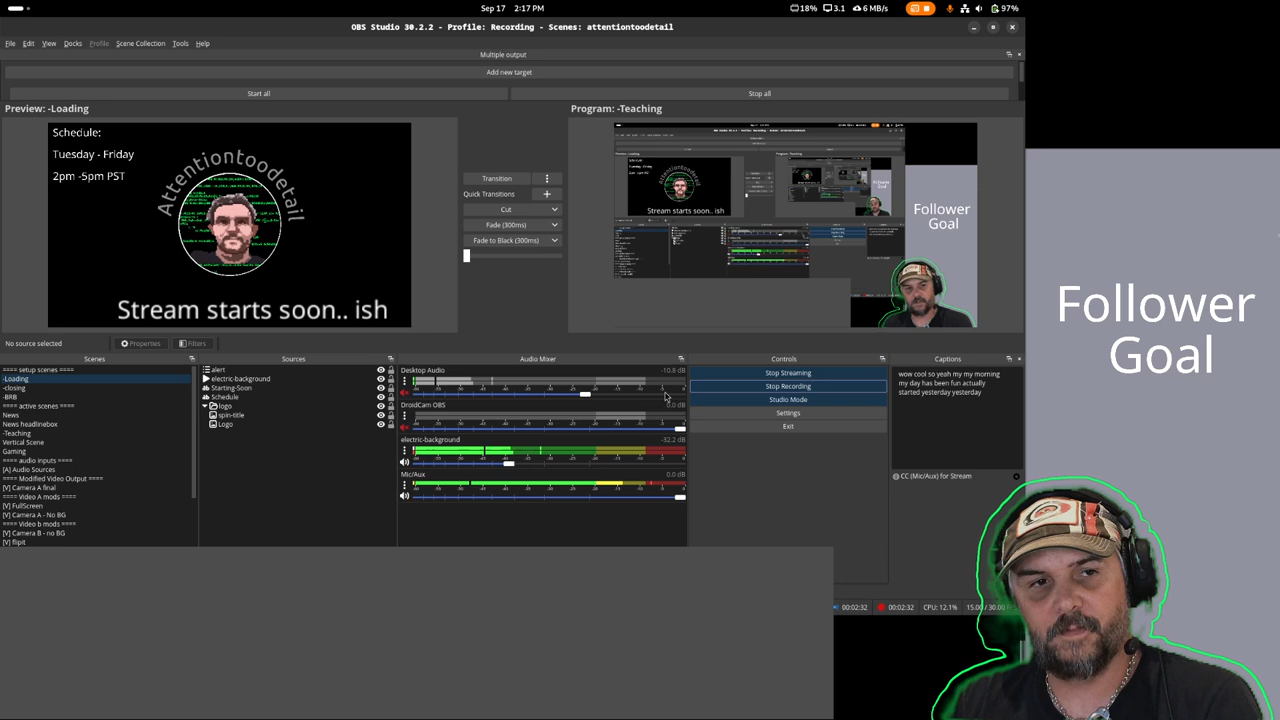 Sep 17 2:17 PM
18%
3.1
6 MB/s
97%
OBS Studio 30.2.2 - Profile: Recording - Scenes: attentiontoodetail
File Edit View Docks Profile Scene Collection Tools Help
Multiple output
Add new target
Start all
Stop all
Preview: -Loading
Program: -Teaching
Schedule:
Tuesday - Friday
2pm -5pm PST
Attentiontoodetail
Stream starts soon.. ish
Transition
Quick Transitions
Cut
Fade (300ms)
Fade to Black (300ms)
Stream starts soon.. ish
Follower
Goal
Follower
Goal
No source selected
Properties
Filters
Scenes
==== setup scenes ====
-Loading
-closing
-BRB
==== active scenes ====
News
News headlinebox
-Teaching
Vertical Scene
Gaming
==== audio inputs ====
[A] Audio Sources
==== Modified Video Output ====
[V] Camera A final
==== Video A mods ====
[V] FullScreen
[V] Camera A - No BG
==== Video b mods ====
[V] Camera B - no BG
[V] flipit
Sources
alert
electric-background
Starting-Soon
Schedule
logo
spin-title
Logo
Audio Mixer
Desktop Audio -10.8 dB
DroidCam OBS 0.0 dB
electric-background -32.2 dB
Mic/Aux 0.0 dB
Controls
Stop Streaming
Stop Recording
Studio Mode
Settings
Exit
Captions
wow cool so yeah my my morning
my day has been fun actually
started yesterday yesterday
CC (Mic/Aux) for Stream
00:02:32 00:02:32 CPU: 12.1% 15.00 / 30.00